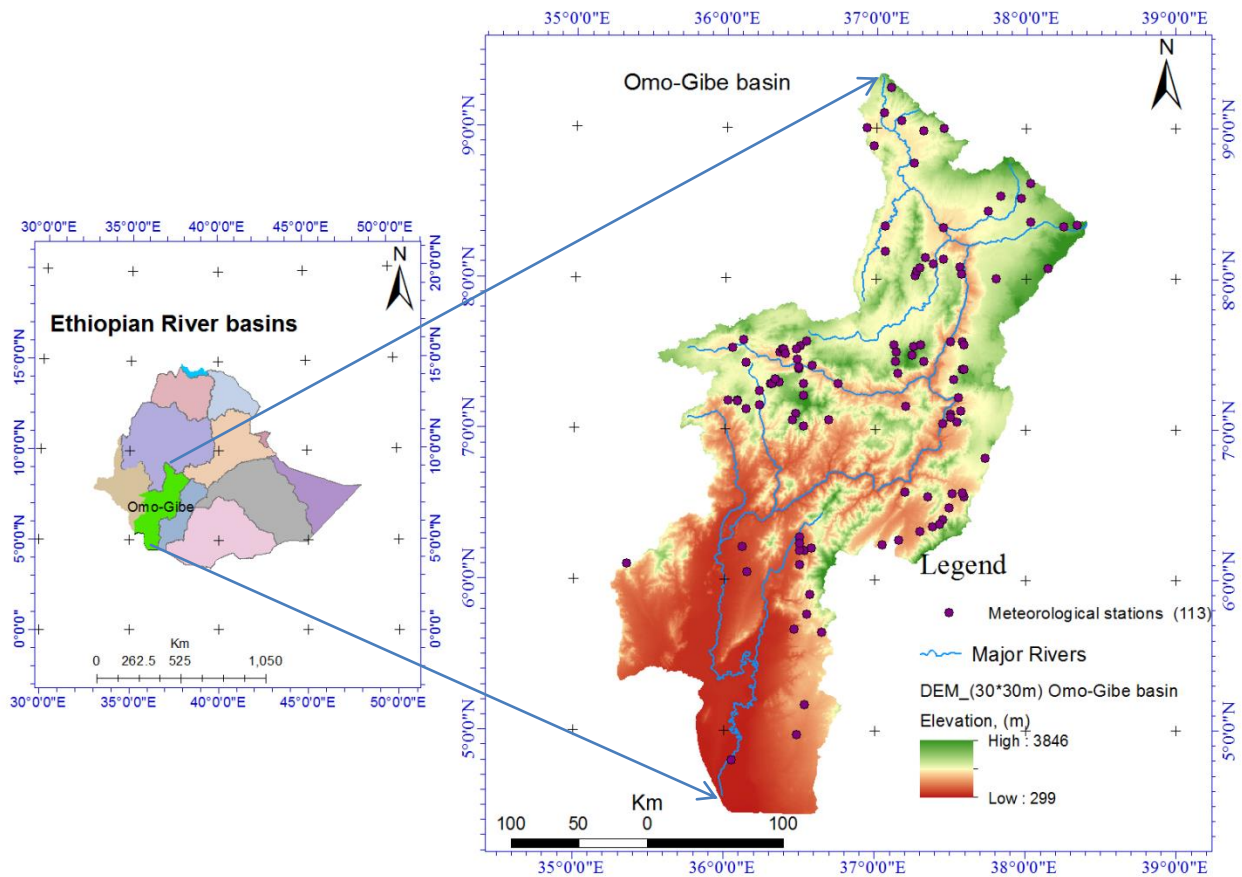 30°0'0"E 35°0'0"E 40°0'0"E 45°0'0"E 50°0'0"E
N
Ethiopian River basins
Omo-Gibe
20°0'0"N
15°0'0"N
10°0'0"N
5°0'0"N
0°0'0"
20°0'0"N
15°0'0"N
10°0'0"N
5°0'0"N
0°0'0"
Km
0 262.5 525 1,050
30°0'0"E 35°0'0"E 40°0'0"E 45°0'0"E 50°0'0"E
35°0'0"E 36°0'0"E 37°0'0"E 38°0'0"E 39°0'0"E
Omo-Gibe basin
N
9°0'0"N
8°0'0"N
7°0'0"N
6°0'0"N
5°0'0"N
9°0'0"N
8°0'0"N
7°0'0"N
6°0'0"N
5°0'0"N
Legend
Meteorological stations (113)
Major Rivers
DEM_(30*30m) Omo-Gibe basin
Elevation, (m)
High : 3846
Low : 299
Km
100 50 0 100
35°0'0"E 36°0'0"E 37°0'0"E 38°0'0"E 39°0'0"E